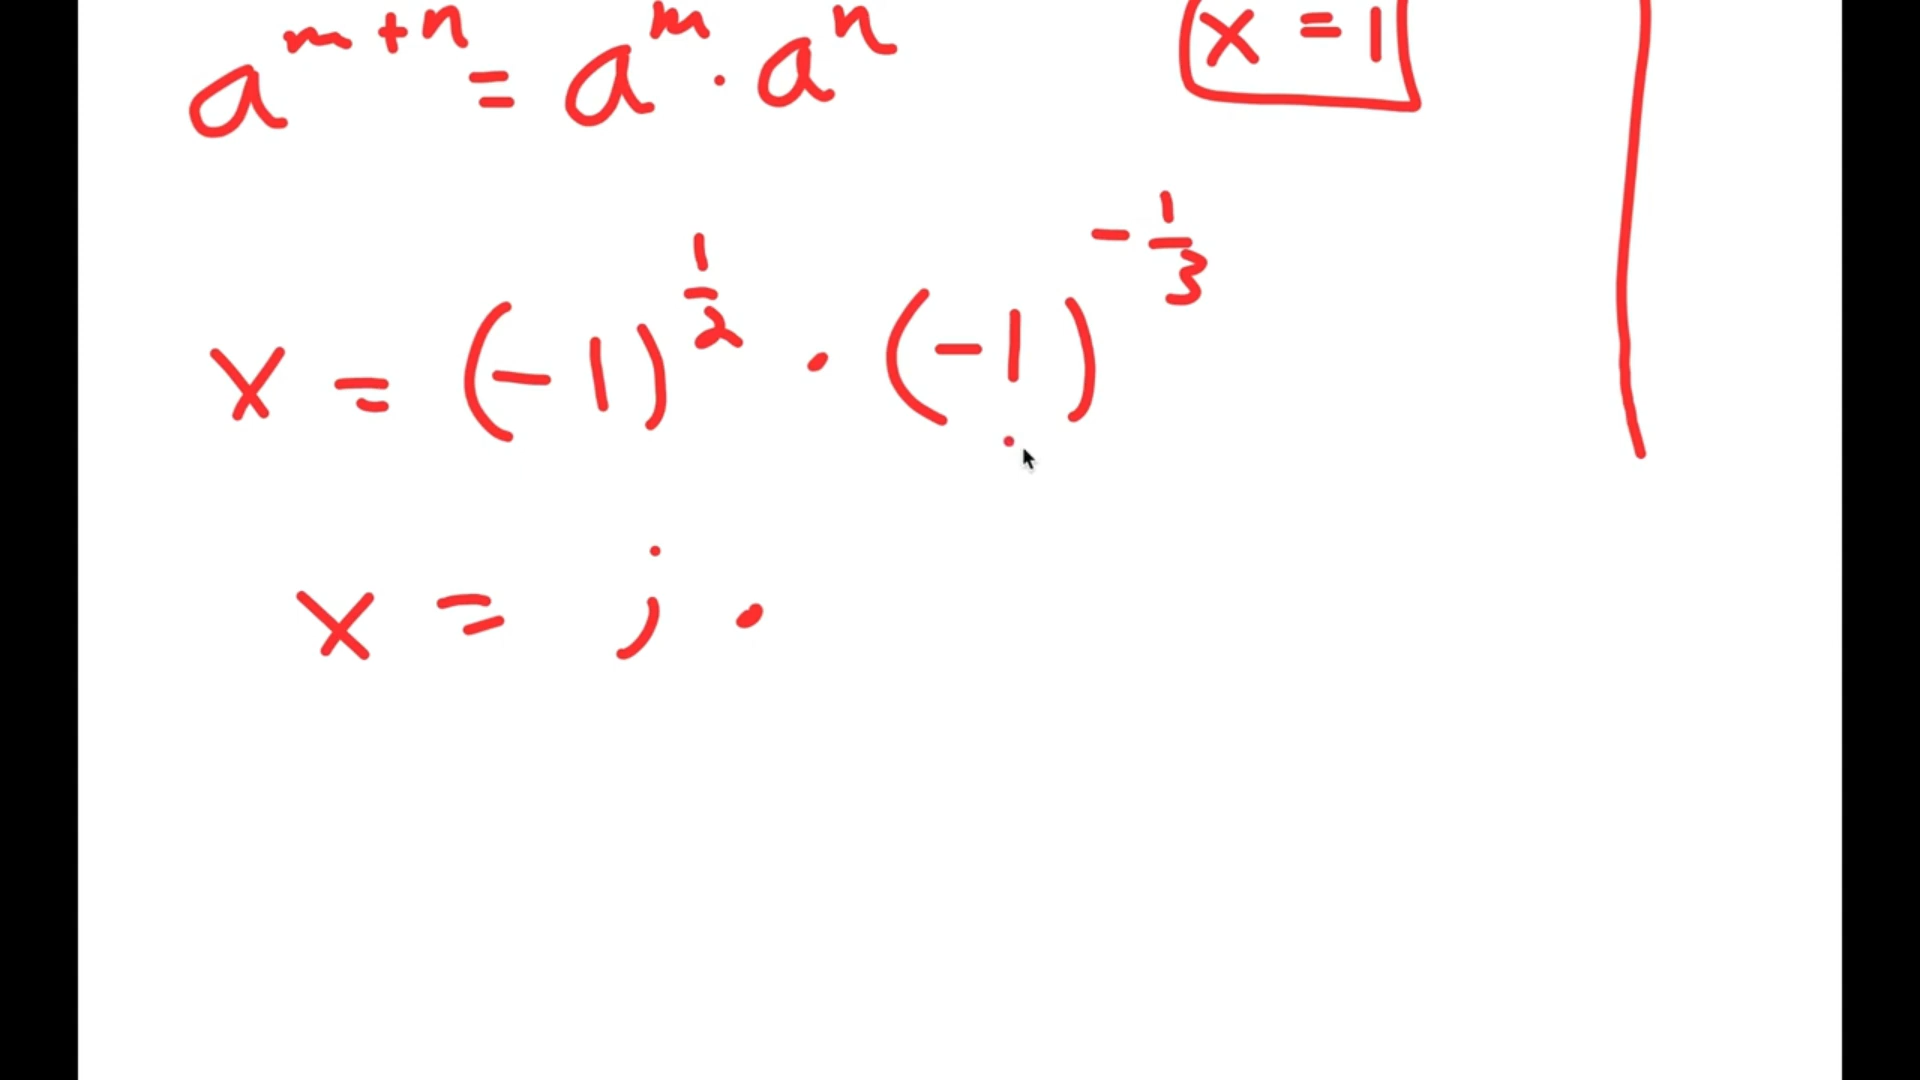 a^{m+n} = a^m · a^n
x = 1
x = (-1)^{1/2} · (-1)^{-1/3}
x = i ·